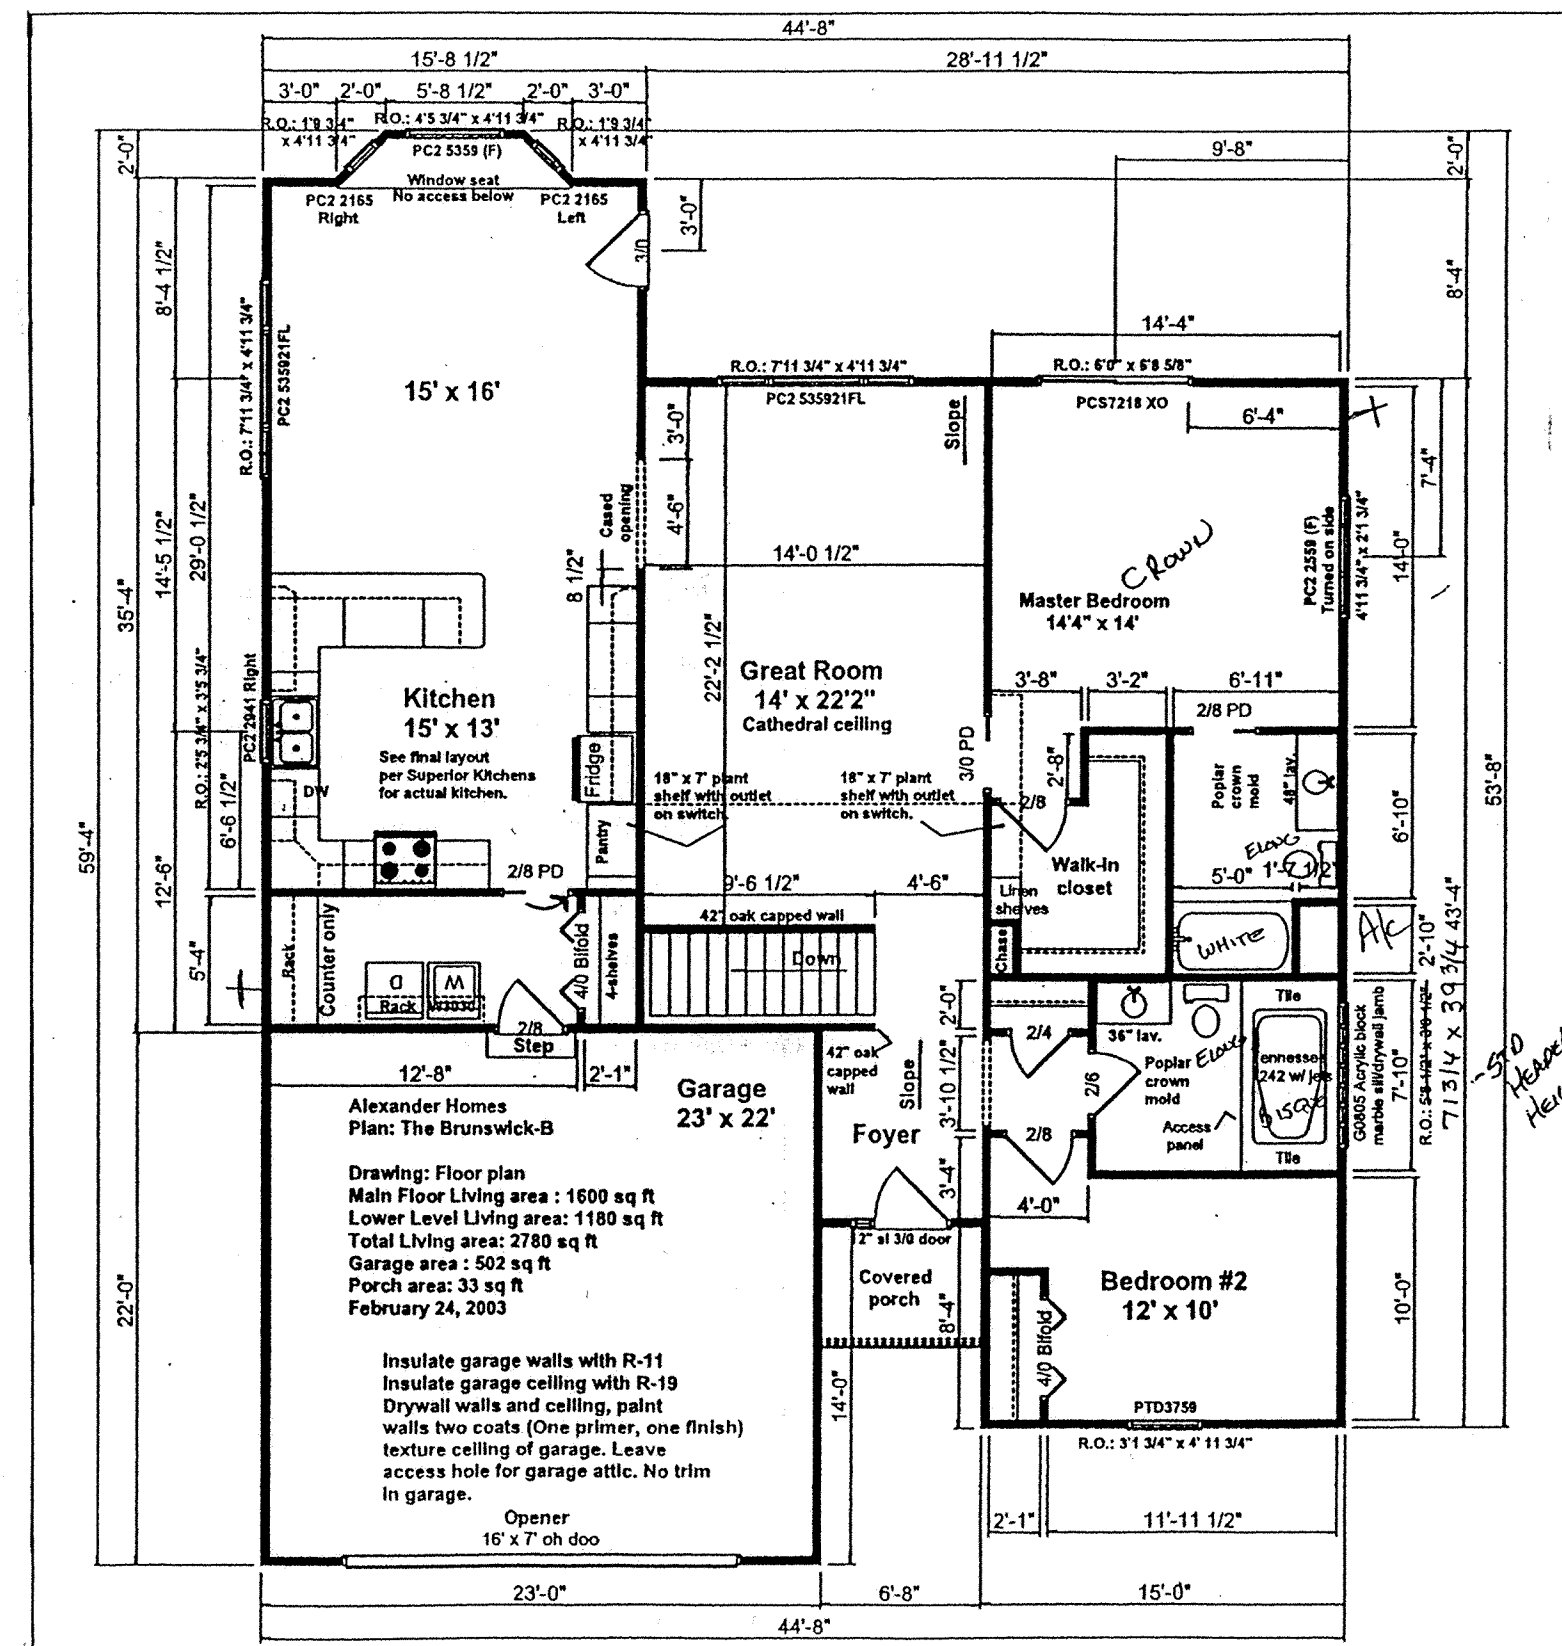 44'-8"
15'-8 1/2"
28'-11 1/2"
3'-0"
2'-0"
5'-8 1/2"
2'-0"
3'-0"
R.O.: 1'9 3/4"
x 4'11 3/4"
R.O.: 4'5 3/4" x 4'11 3/4"
R.O.: 1'9 3/4"
x 4'11 3/4"
PC2 5359 (F)
Window seat
No access below
PC2 2165
Right
PC2 2165
Left
9'-8"
2'-0"
2'-0"
3'-0"
3/0
8'-4 1/2"
8'-4"
R.O.: 7'11 3/4" x 4'11 3/4"
PC2 535921FL
15' x 16'
14'-4"
R.O.: 7'11 3/4" x 4'11 3/4"
PC2 535921FL
R.O.: 6'0" x 6'8 5/8"
PCS7218 XO
6'-4"
Slope
3'-0"
4'-6"
Cased
opening
8 1/2"
14'-0 1/2"
22'-2 1/2"
7'-4"
14'-0"
PC2 2559 (F)
Turned on side
4'11 3/4" x 2'1 3/4"
CROWN
Master Bedroom
14'4" x 14'
14'-5 1/2"
29'-0 1/2"
35'-4"
PC2 2941 Right
R.O.: 2'5 3/4" x 3'5 3/4"
Kitchen
15' x 13'
See final layout
per Superior Kitchens
for actual kitchen.
DW
Fridge
Pantry
Great Room
14' x 22'2"
Cathedral ceiling
18" x 7' plant
shelf with outlet
on switch.
18" x 7' plant
shelf with outlet
on switch.
3/0 PD
3'-8"
3'-2"
6'-11"
2/8 PD
2'-8"
2/8
Poplar
crown
mold
48" lav.
ELONG
5'-0"
1'-7 1/2"
Walk-in
closet
Linen
shelves
Chase
WHITE
A/C
6'-10"
2'-10"
53'-8"
59'-4"
12'-6"
6'-6 1/2"
5'-4"
2/8 PD
9'-6 1/2"
4'-6"
42" oak capped wall
Down
Rack
Counter only
D
W
Rack
W3030
4/0 Bifold
4-shelves
2/8
Step
12'-8"
2'-1"
Garage
23' x 22'
42" oak
capped
wall
Slope
Foyer
2'-0"
3'-10 1/2"
3'-4"
2/4
2/6
2/8
36" lav.
Poplar
crown
mold
ELONG
Access
panel
Tile
BISQUE
Tile
G0805 Acrylic block
marble sill/drywall jamb
7'-10"
71 3/4 x 39 3/4
43'-4"
STD
4'-0"
12" sl 3/0 door
Covered
porch
8'-4"
14'-0"
Bedroom #2
12' x 10'
4/0 Bifold
10'-0"
PTD3759
R.O.: 3'1 3/4" x 4' 11 3/4"
Alexander Homes
Plan: The Brunswick-B
Drawing: Floor plan
Main Floor Living area : 1600 sq ft
Lower Level Living area: 1180 sq ft
Total Living area: 2780 sq ft
Garage area : 502 sq ft
Porch area: 33 sq ft
February 24, 2003
Insulate garage walls with R-11
Insulate garage ceiling with R-19
Drywall walls and ceiling, paint
walls two coats (One primer, one finish)
texture ceiling of garage. Leave
access hole for garage attic. No trim
in garage.
Opener
16' x 7' oh doo
22'-0"
2'-1"
11'-11 1/2"
23'-0"
6'-8"
15'-0"
44'-8"